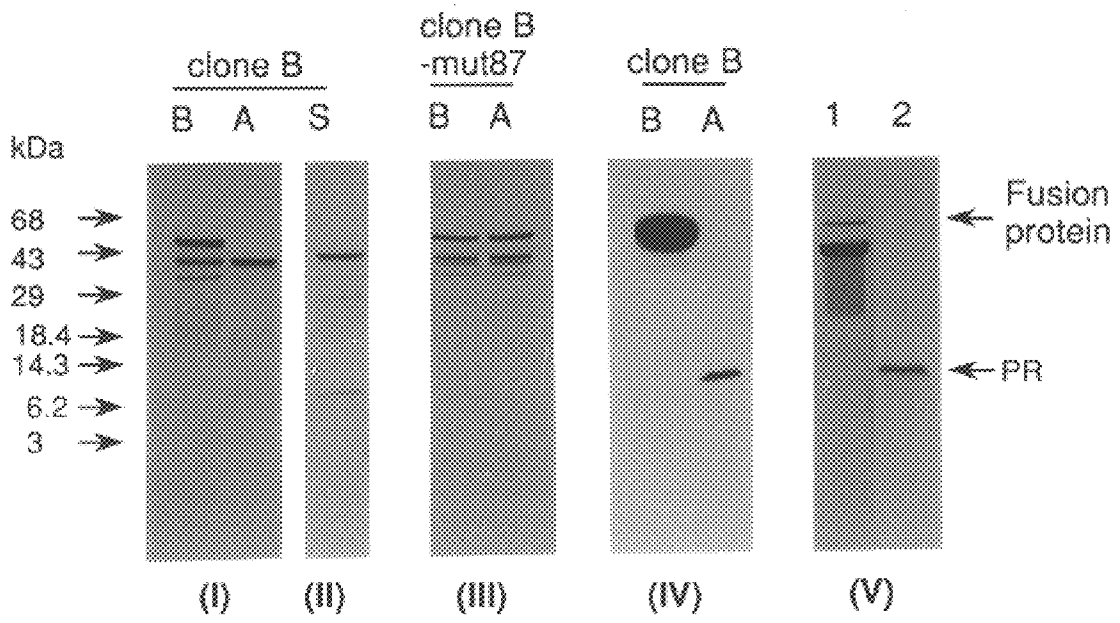 clone B
clone B
-mut87
clone B
B A S
B A
B A
1 2
kDa
68
43
29
18.4
14.3
6.2
3
Fusion
protein
PR
(I) (II) (III) (IV) (V)